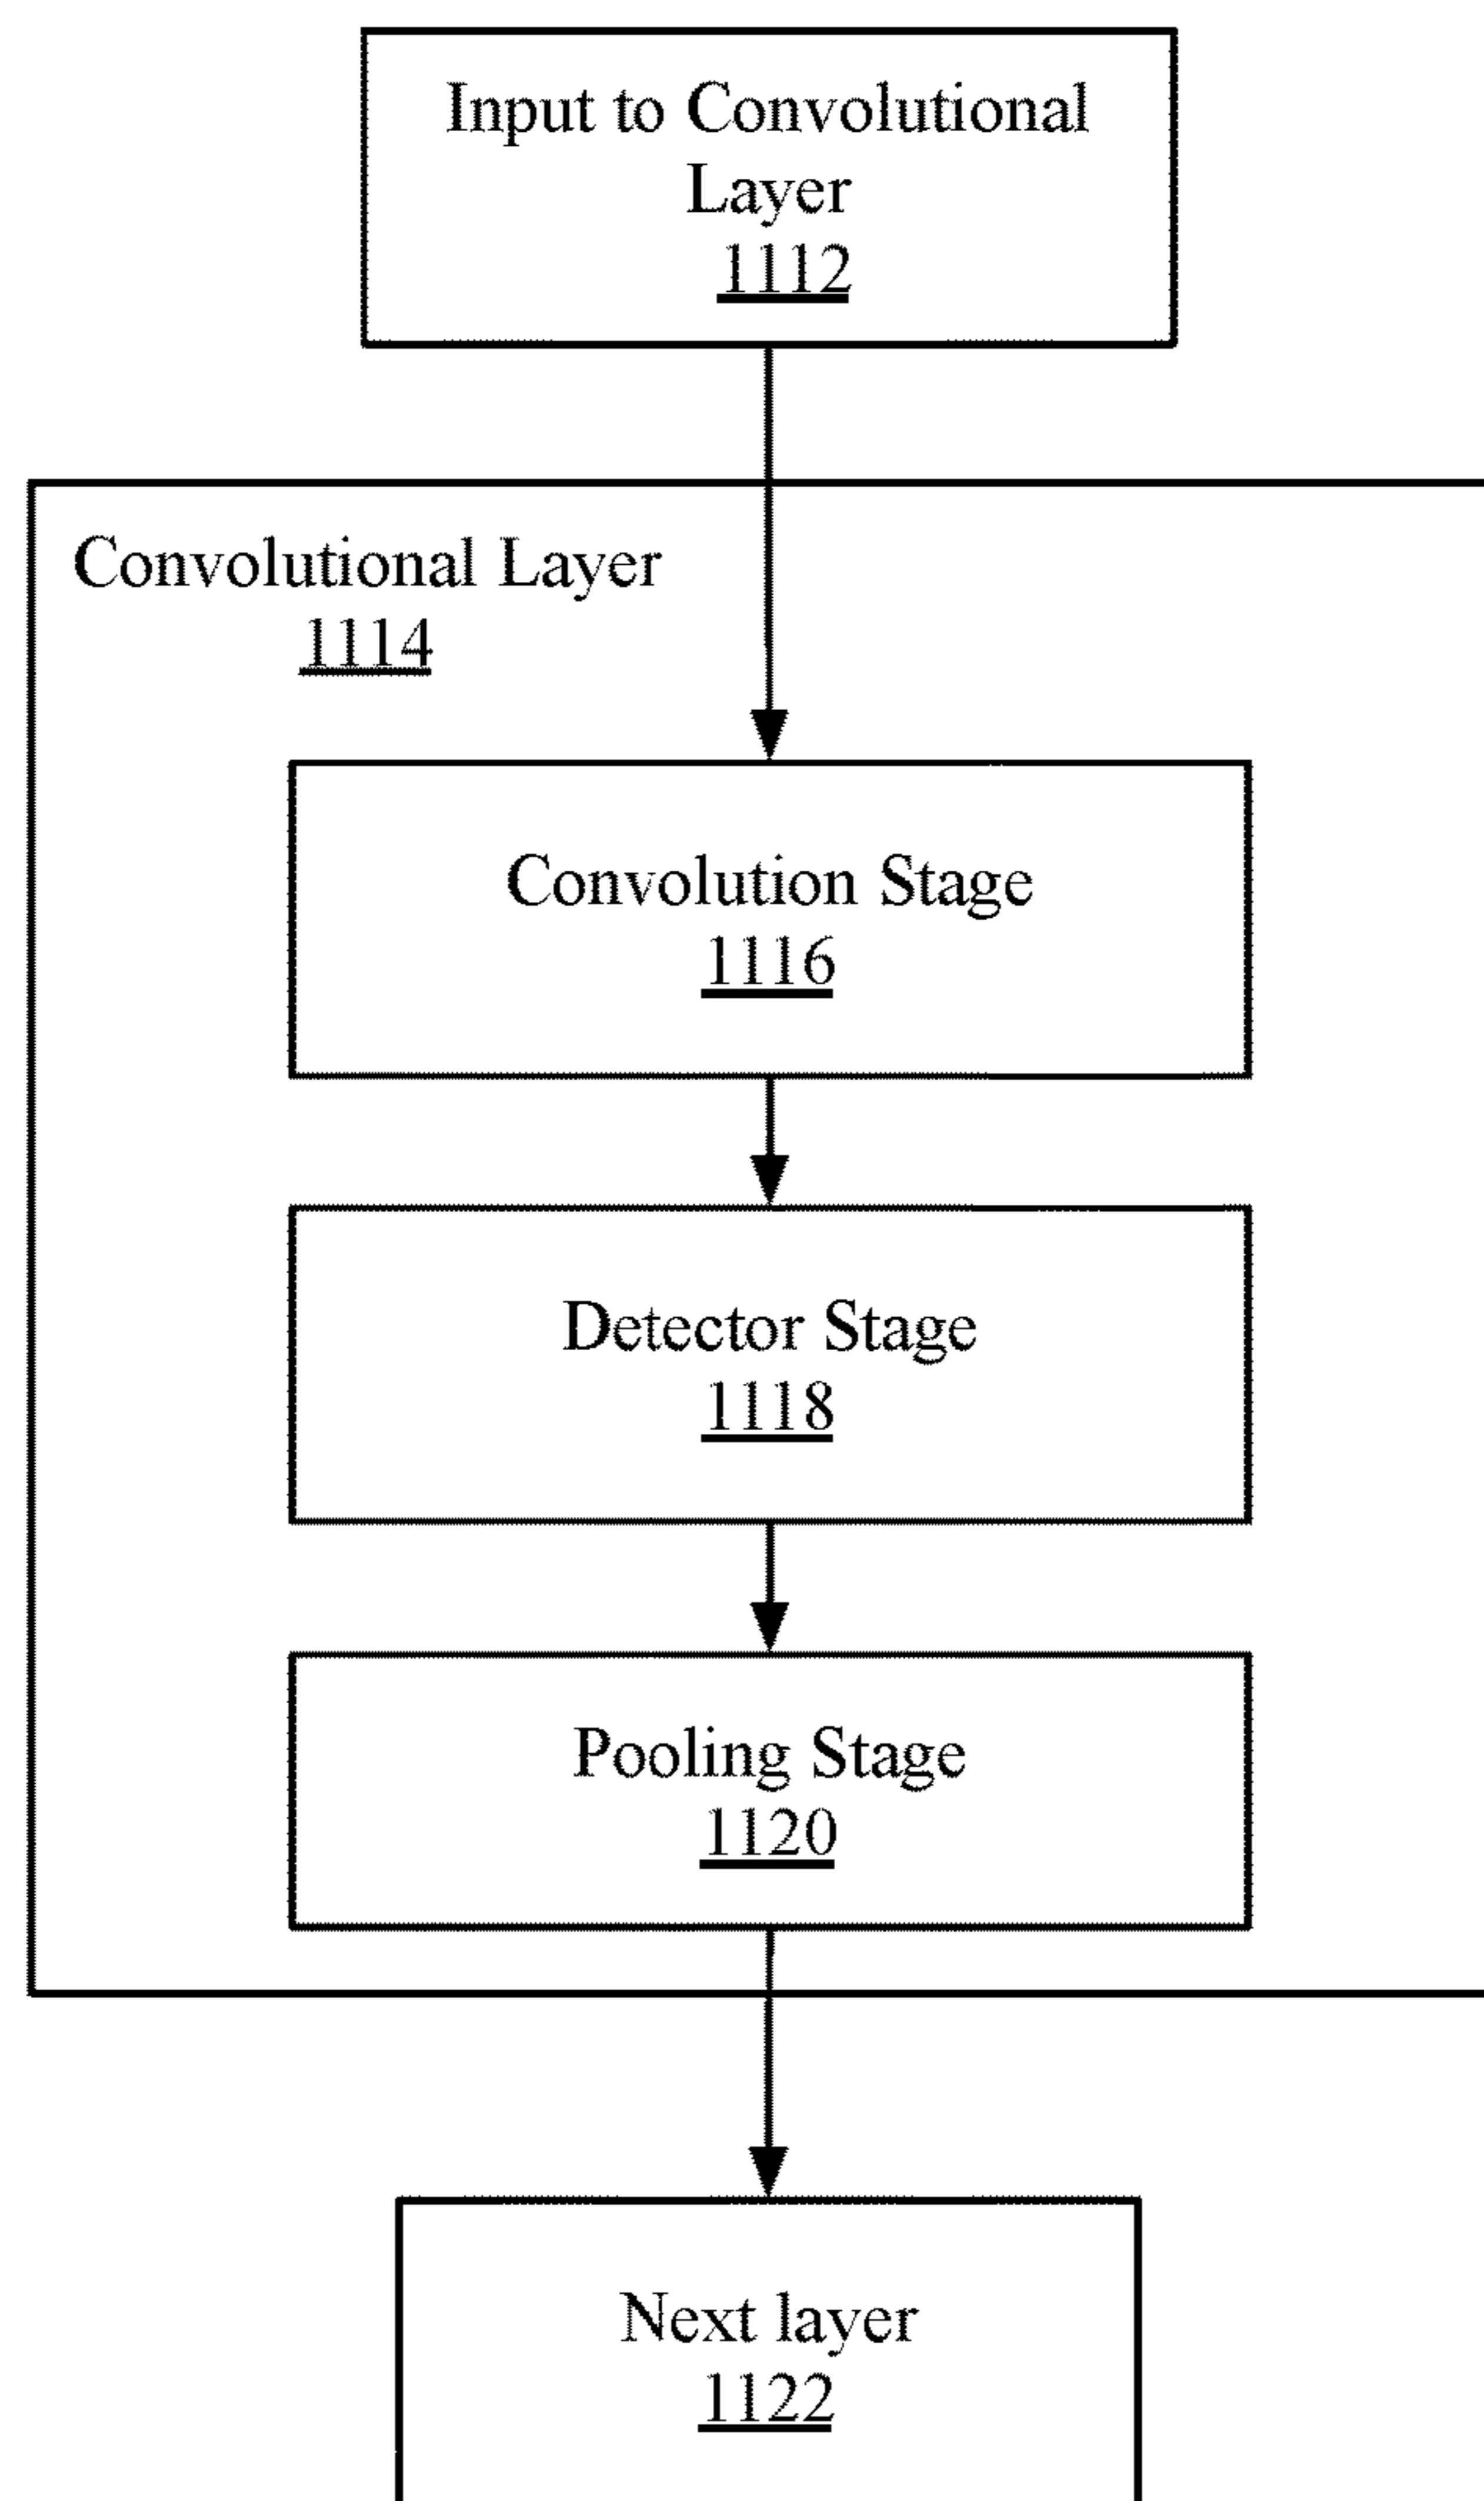 Input to Convolutional
Layer
1112
Convolutional Layer
1114
Convolution Stage
1116
Detector Stage
1118
Pooling Stage
1120
Next layer
1122